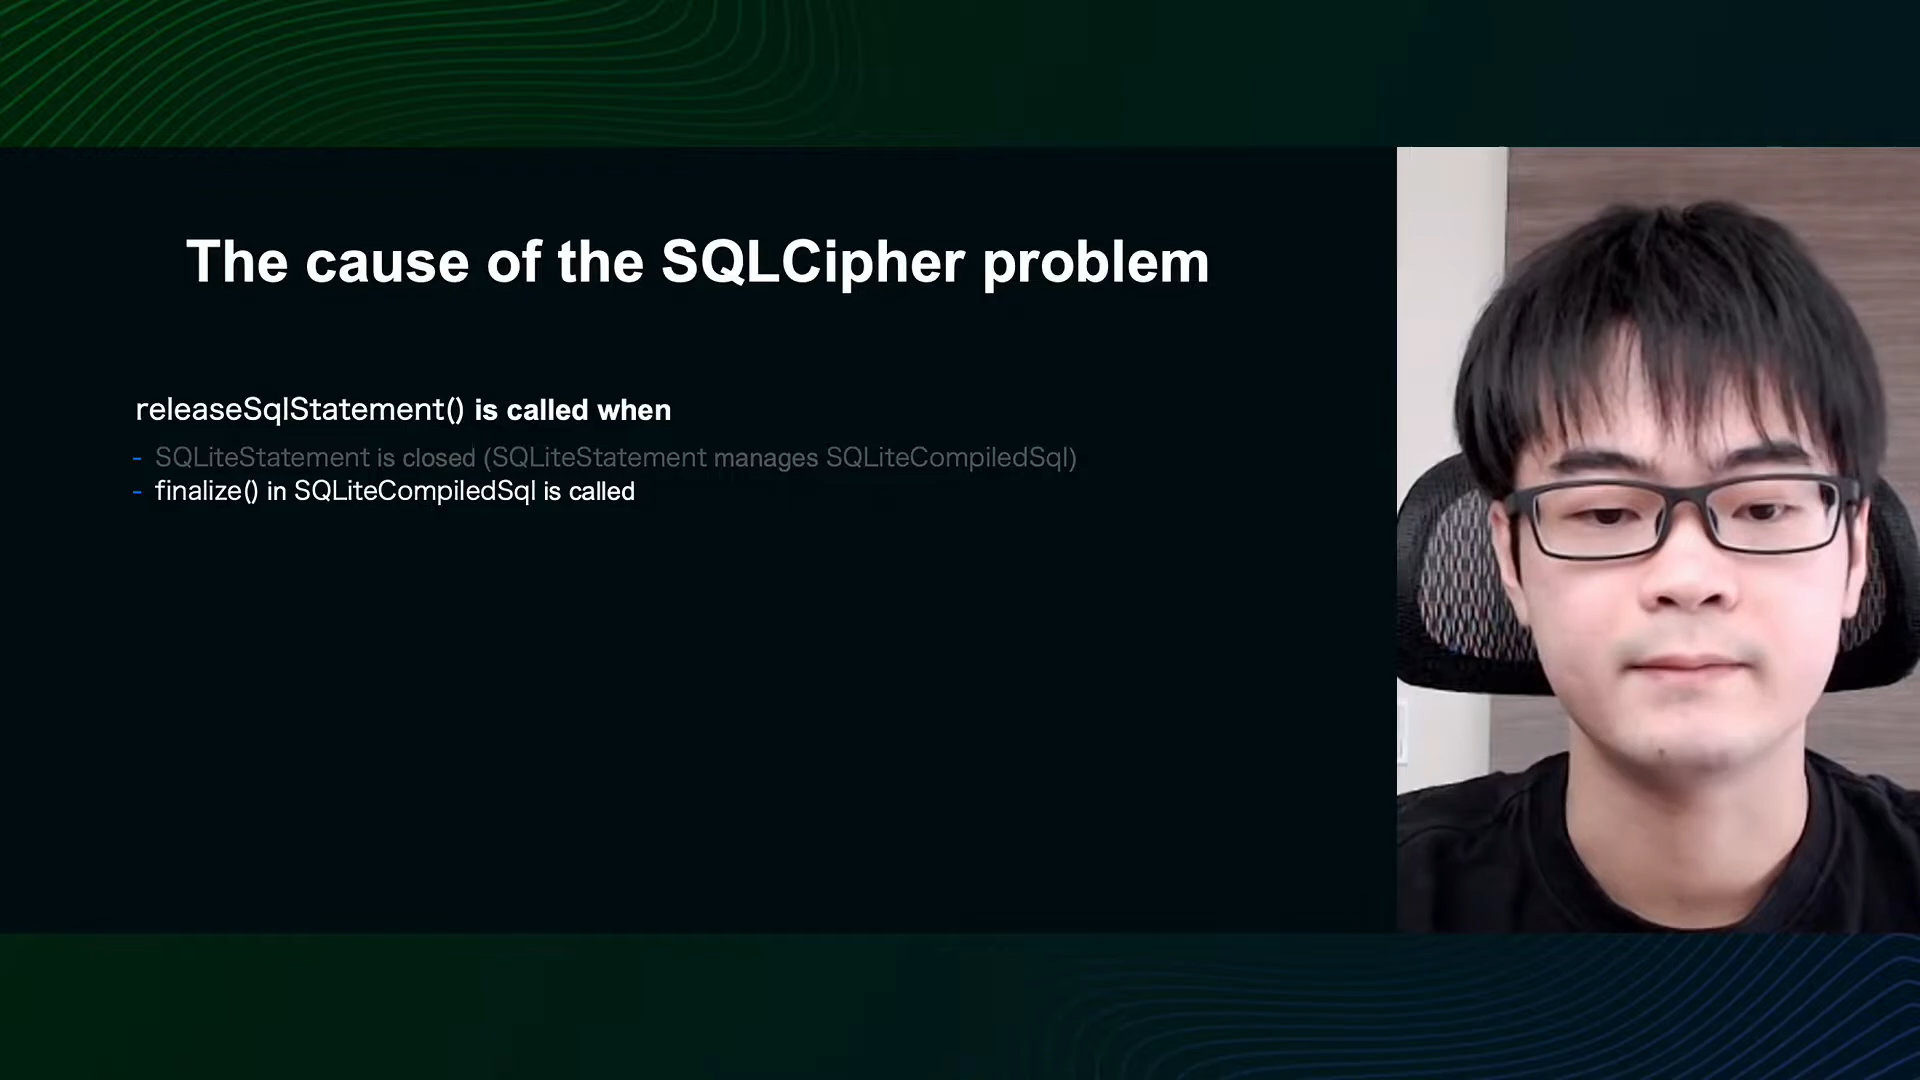 The cause of the SQLCipher problem
releaseSqlStatement() is called when
- SQLiteStatement is closed (SQLiteStatement manages SQLiteCompiledSql)
- finalize() in SQLiteCompiledSql is called